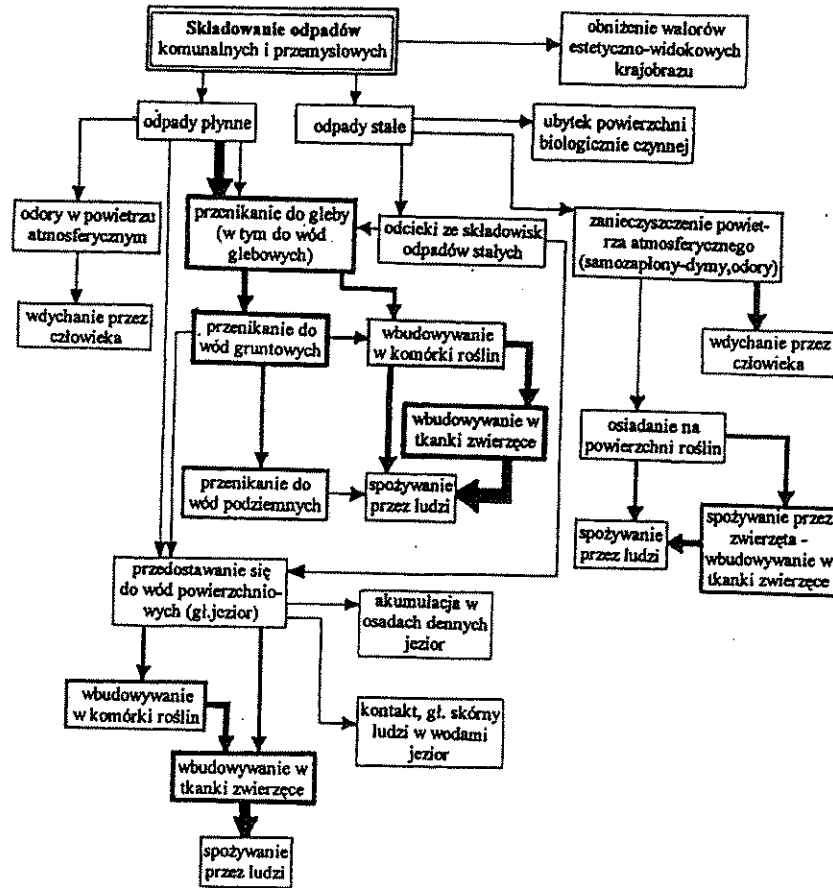 Składowanie odpadów
komunalnych i przemysłowych
obniżenie walorów
estetyczno-widokowych
krajobrazu
odpady płynne
odpady stałe
ubytek powierzchni
biologicznie czynnej
odory w powietrzu
atmosferycznym
przenikanie do gleby
(w tym do wód
glebowych)
odcieki ze składowisk
odpadów stałych
zanieczyszczenie powiet-
rza atmosferycznego
(samozapłony-dymy,odory)
wdychanie przez
człowieka
przenikanie do
wód gruntowych
wbudowywanie
w komórki roślin
wdychanie przez
człowieka
wbudowywanie w
tkanki zwierzęce
osiadanie na
powierzchni roślin
przenikanie do
wód podziemnych
spożywanie
przez ludzi
spożywanie
przez ludzi
spożywanie przez
zwierzęta -
wbudowywanie w
tkanki zwierzęce
przedostawanie się
do wód powierzchnio-
wych (gł.jezior)
akumulacja w
osadach dennych
jezior
wbudowywanie
w komórki roślin
kontakt, gł. skórny
ludzi w wodami
jezior
wbudowywanie w
tkanki zwierzęce
spożywanie
przez ludzi